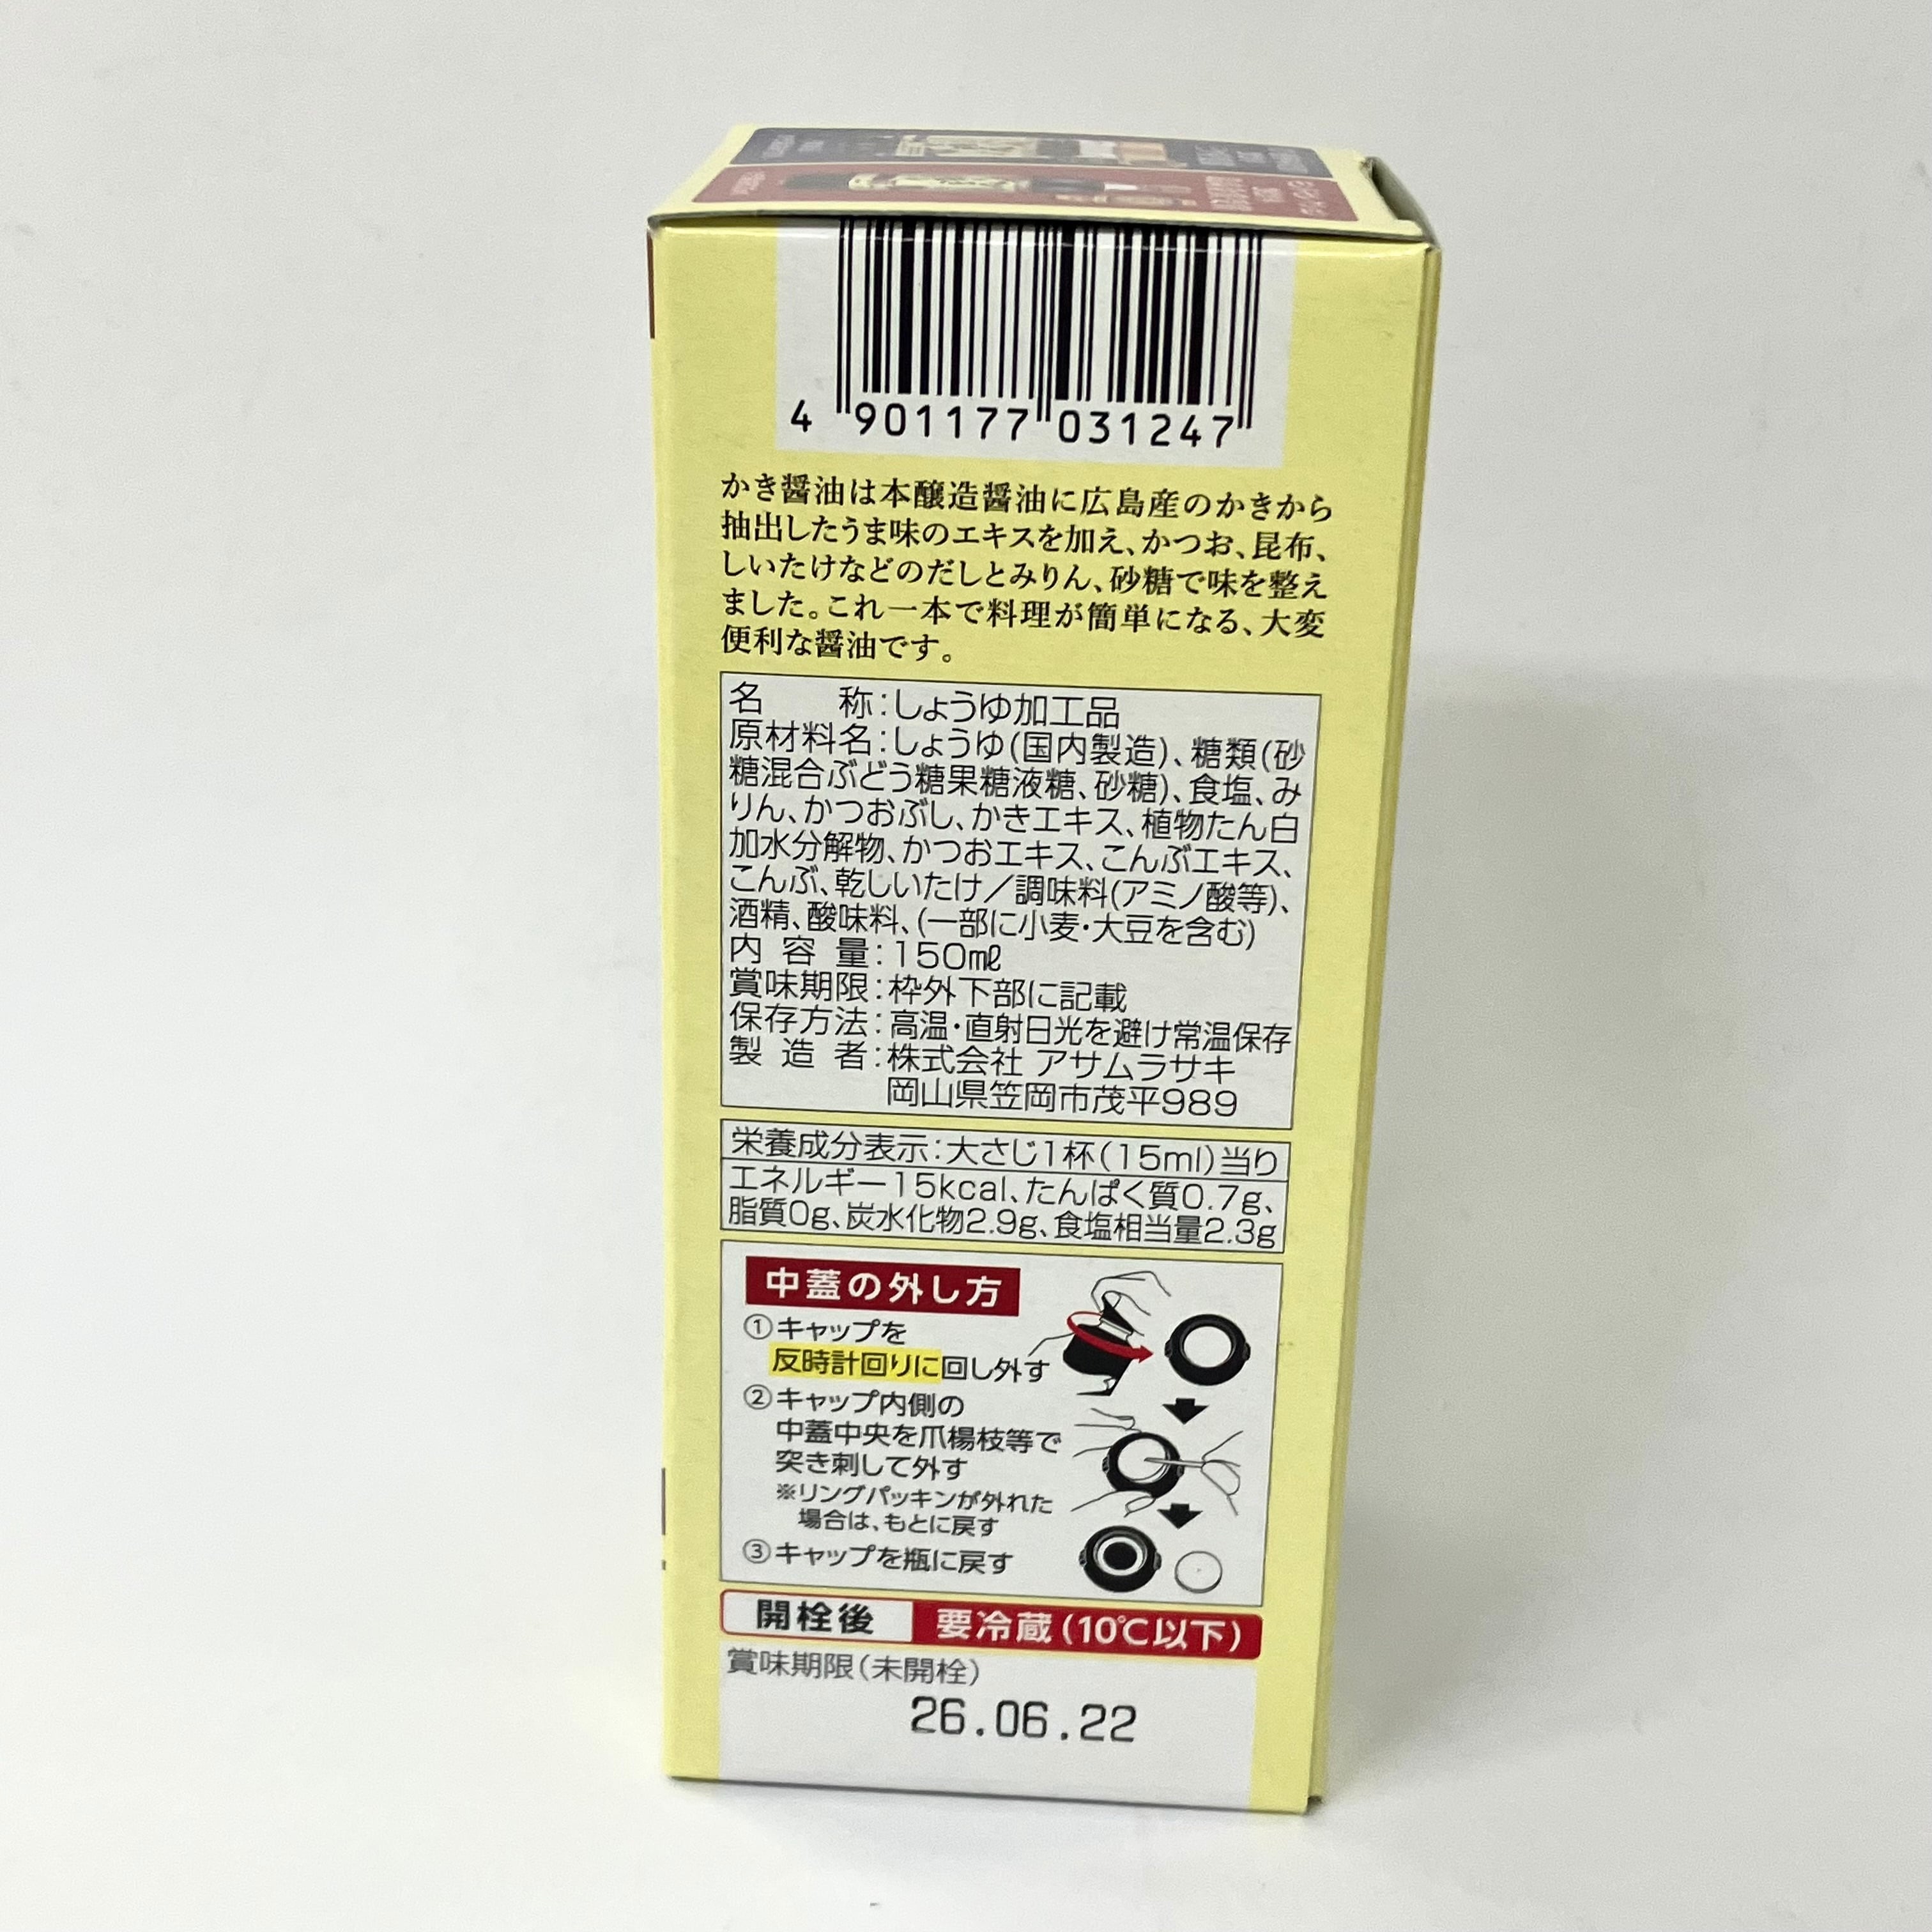 4 901177 031247
かき醤油は本醸造醤油に広島産のかきから
抽出したうま味のエキスを加え、かつお、昆布、
しいたけなどのだしとみりん、砂糖で味を整え
ました。これ一本で料理が簡単になる、大変
便利な醤油です。
名称:しょうゆ加工品
原材料名:しょうゆ(国内製造)、糖類(砂
糖混合ぶどう糖果糖液糖、砂糖)、食塩、み
りん、かつおぶし、かきエキス、植物たん白
加水分解物、かつおエキス、こんぶエキス、
こんぶ、乾しいたけ/調味料(アミノ酸等)、
酒精、酸味料、(一部に小麦・大豆を含む)
内容量:150mℓ
賞味期限:枠外下部に記載
保存方法:高温・直射日光を避け常温保存
製造者:株式会社 アサムラサキ
岡山県笠岡市茂平989
栄養成分表示:大さじ1杯(15ml)当り
エネルギー15kcal、たんぱく質0.7g、
脂質0g、炭水化物2.9g、食塩相当量2.3g
中蓋の外し方
①キャップを
反時計回りに回し外す
②キャップ内側の
中蓋中央を爪楊枝等で
突き刺して外す
※リングパッキンが外れた
場合は、もとに戻す
③キャップを瓶に戻す
開栓後 要冷蔵(10℃以下)
賞味期限(未開栓)
26.06.22